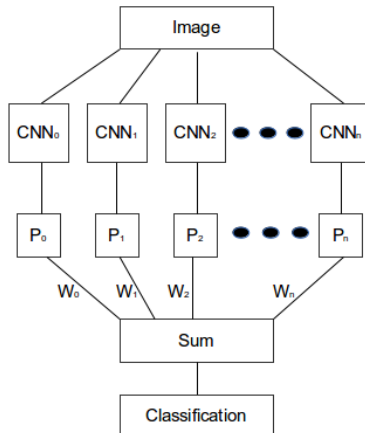 Image
CNN₀ CNN₁ CNN₂ CNNₙ
P₀ P₁ P₂ Pₙ
W₀ W₁ W₂ Wₙ
Sum
Classification